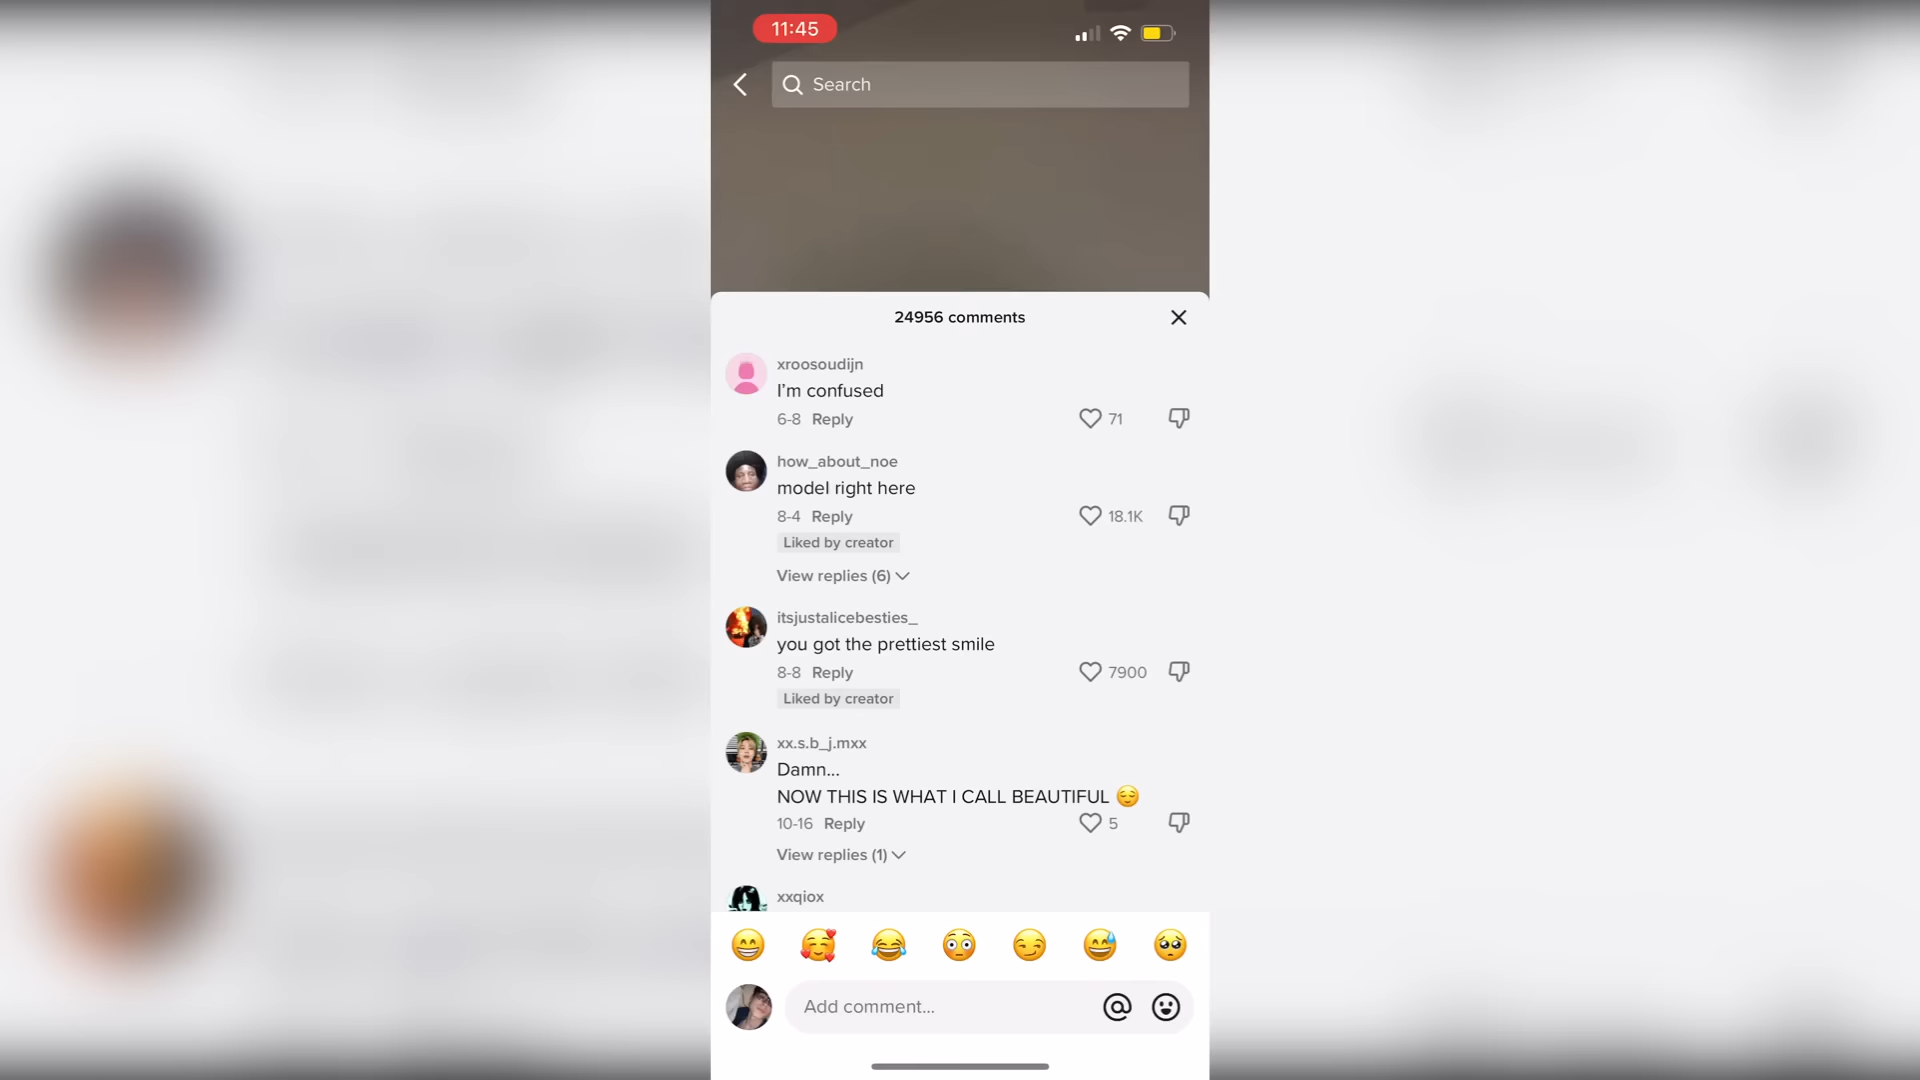 11:45
Search
24956 comments
xroosoudijn
I'm confused
6-8 Reply
71
how_about_noe
model right here
8-4 Reply
18.1K
Liked by creator
View replies (6)
itsjustalicebesties_
you got the prettiest smile
8-8 Reply
7900
Liked by creator
xx.s.b_j.mxx
Damn...
NOW THIS IS WHAT I CALL BEAUTIFUL 😌
10-16 Reply
5
View replies (1)
xxqiox
Add comment...